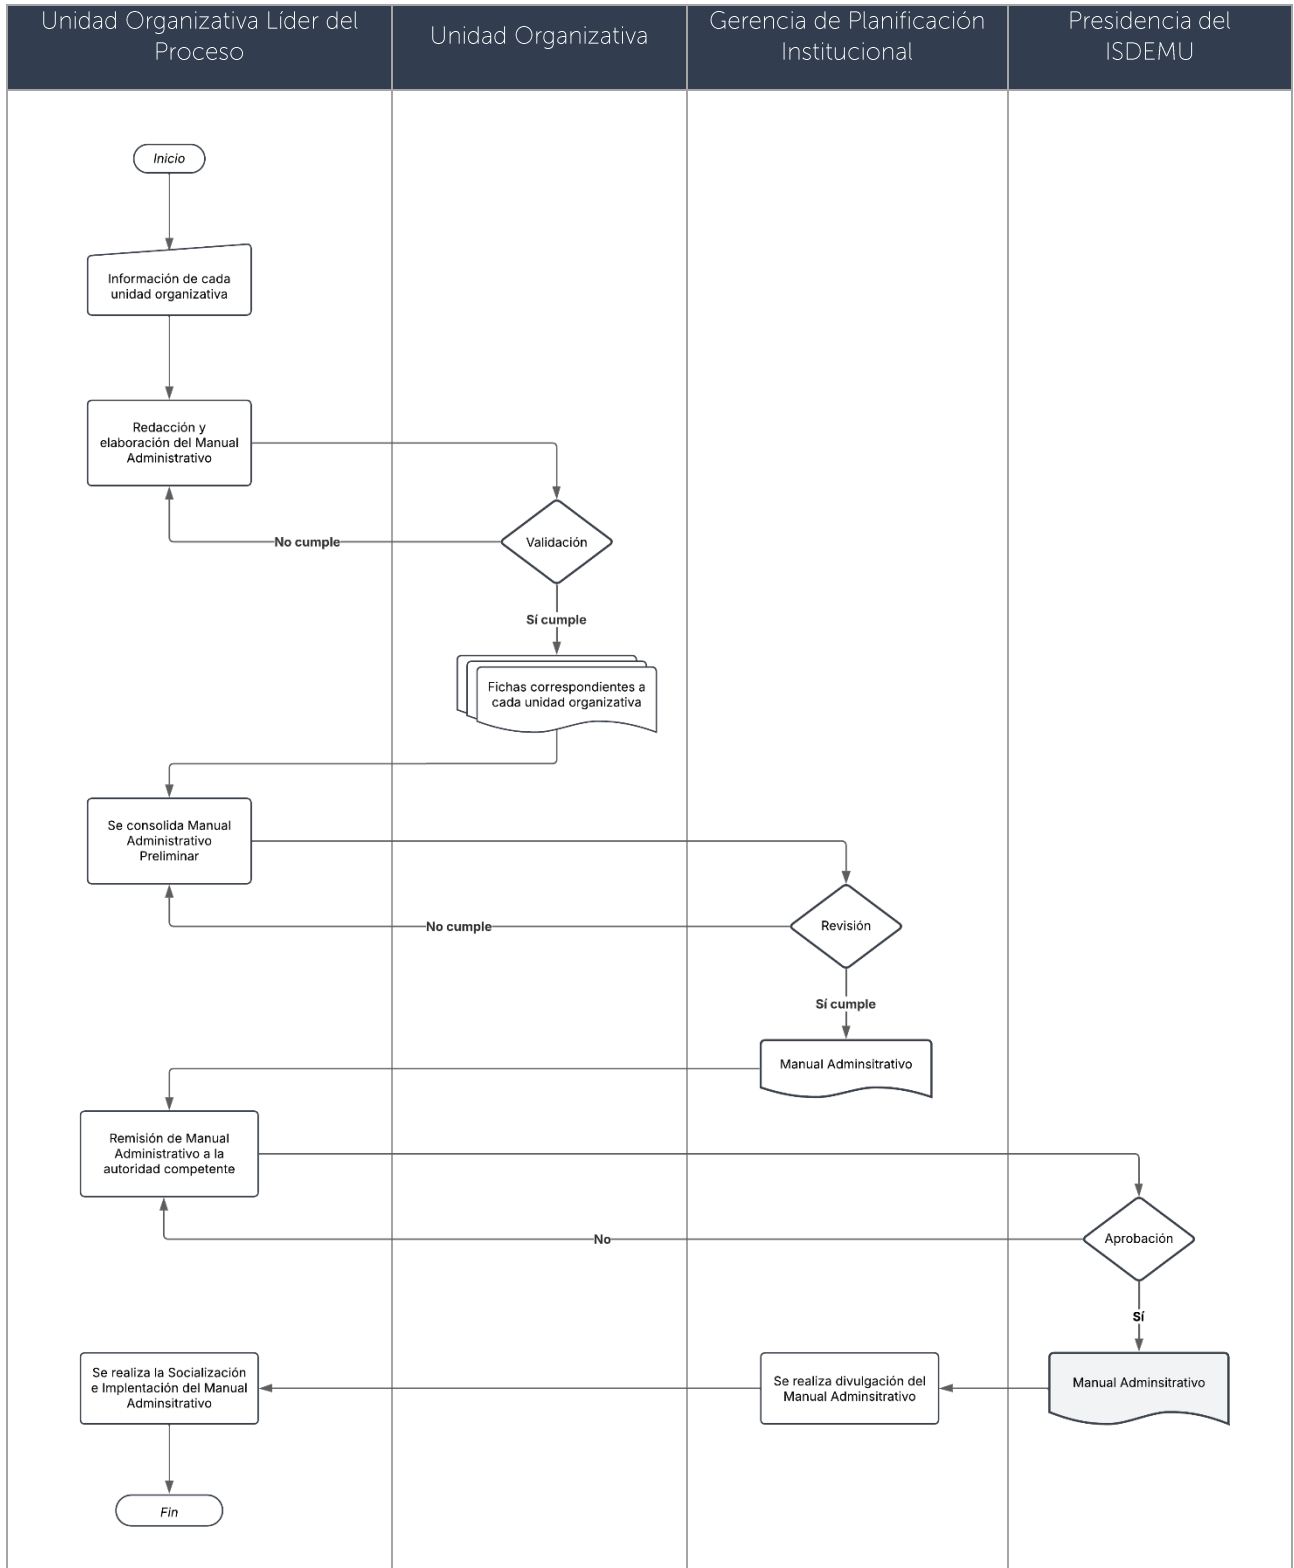 Unidad Organizativa Líder del
Proceso
Unidad Organizativa
Gerencia de Planificación
Institucional
Presidencia del
ISDEMU
Inicio
Información de cada
unidad organizativa
Redacción y
elaboración del Manual
Administrativo
Validación
No cumple
Sí cumple
Fichas correspondientes a
cada unidad organizativa
Se consolida Manual
Administrativo
Preliminar
Revisión
No cumple
Sí cumple
Manual Adminsitrativo
Remisión de Manual
Administrativo a la
autoridad competente
Aprobación
No
Sí
Manual Adminsitrativo
Se realiza divulgación del
Manual Adminsitrativo
Se realiza la Socialización
e Implentación del Manual
Adminsitrativo
Fin